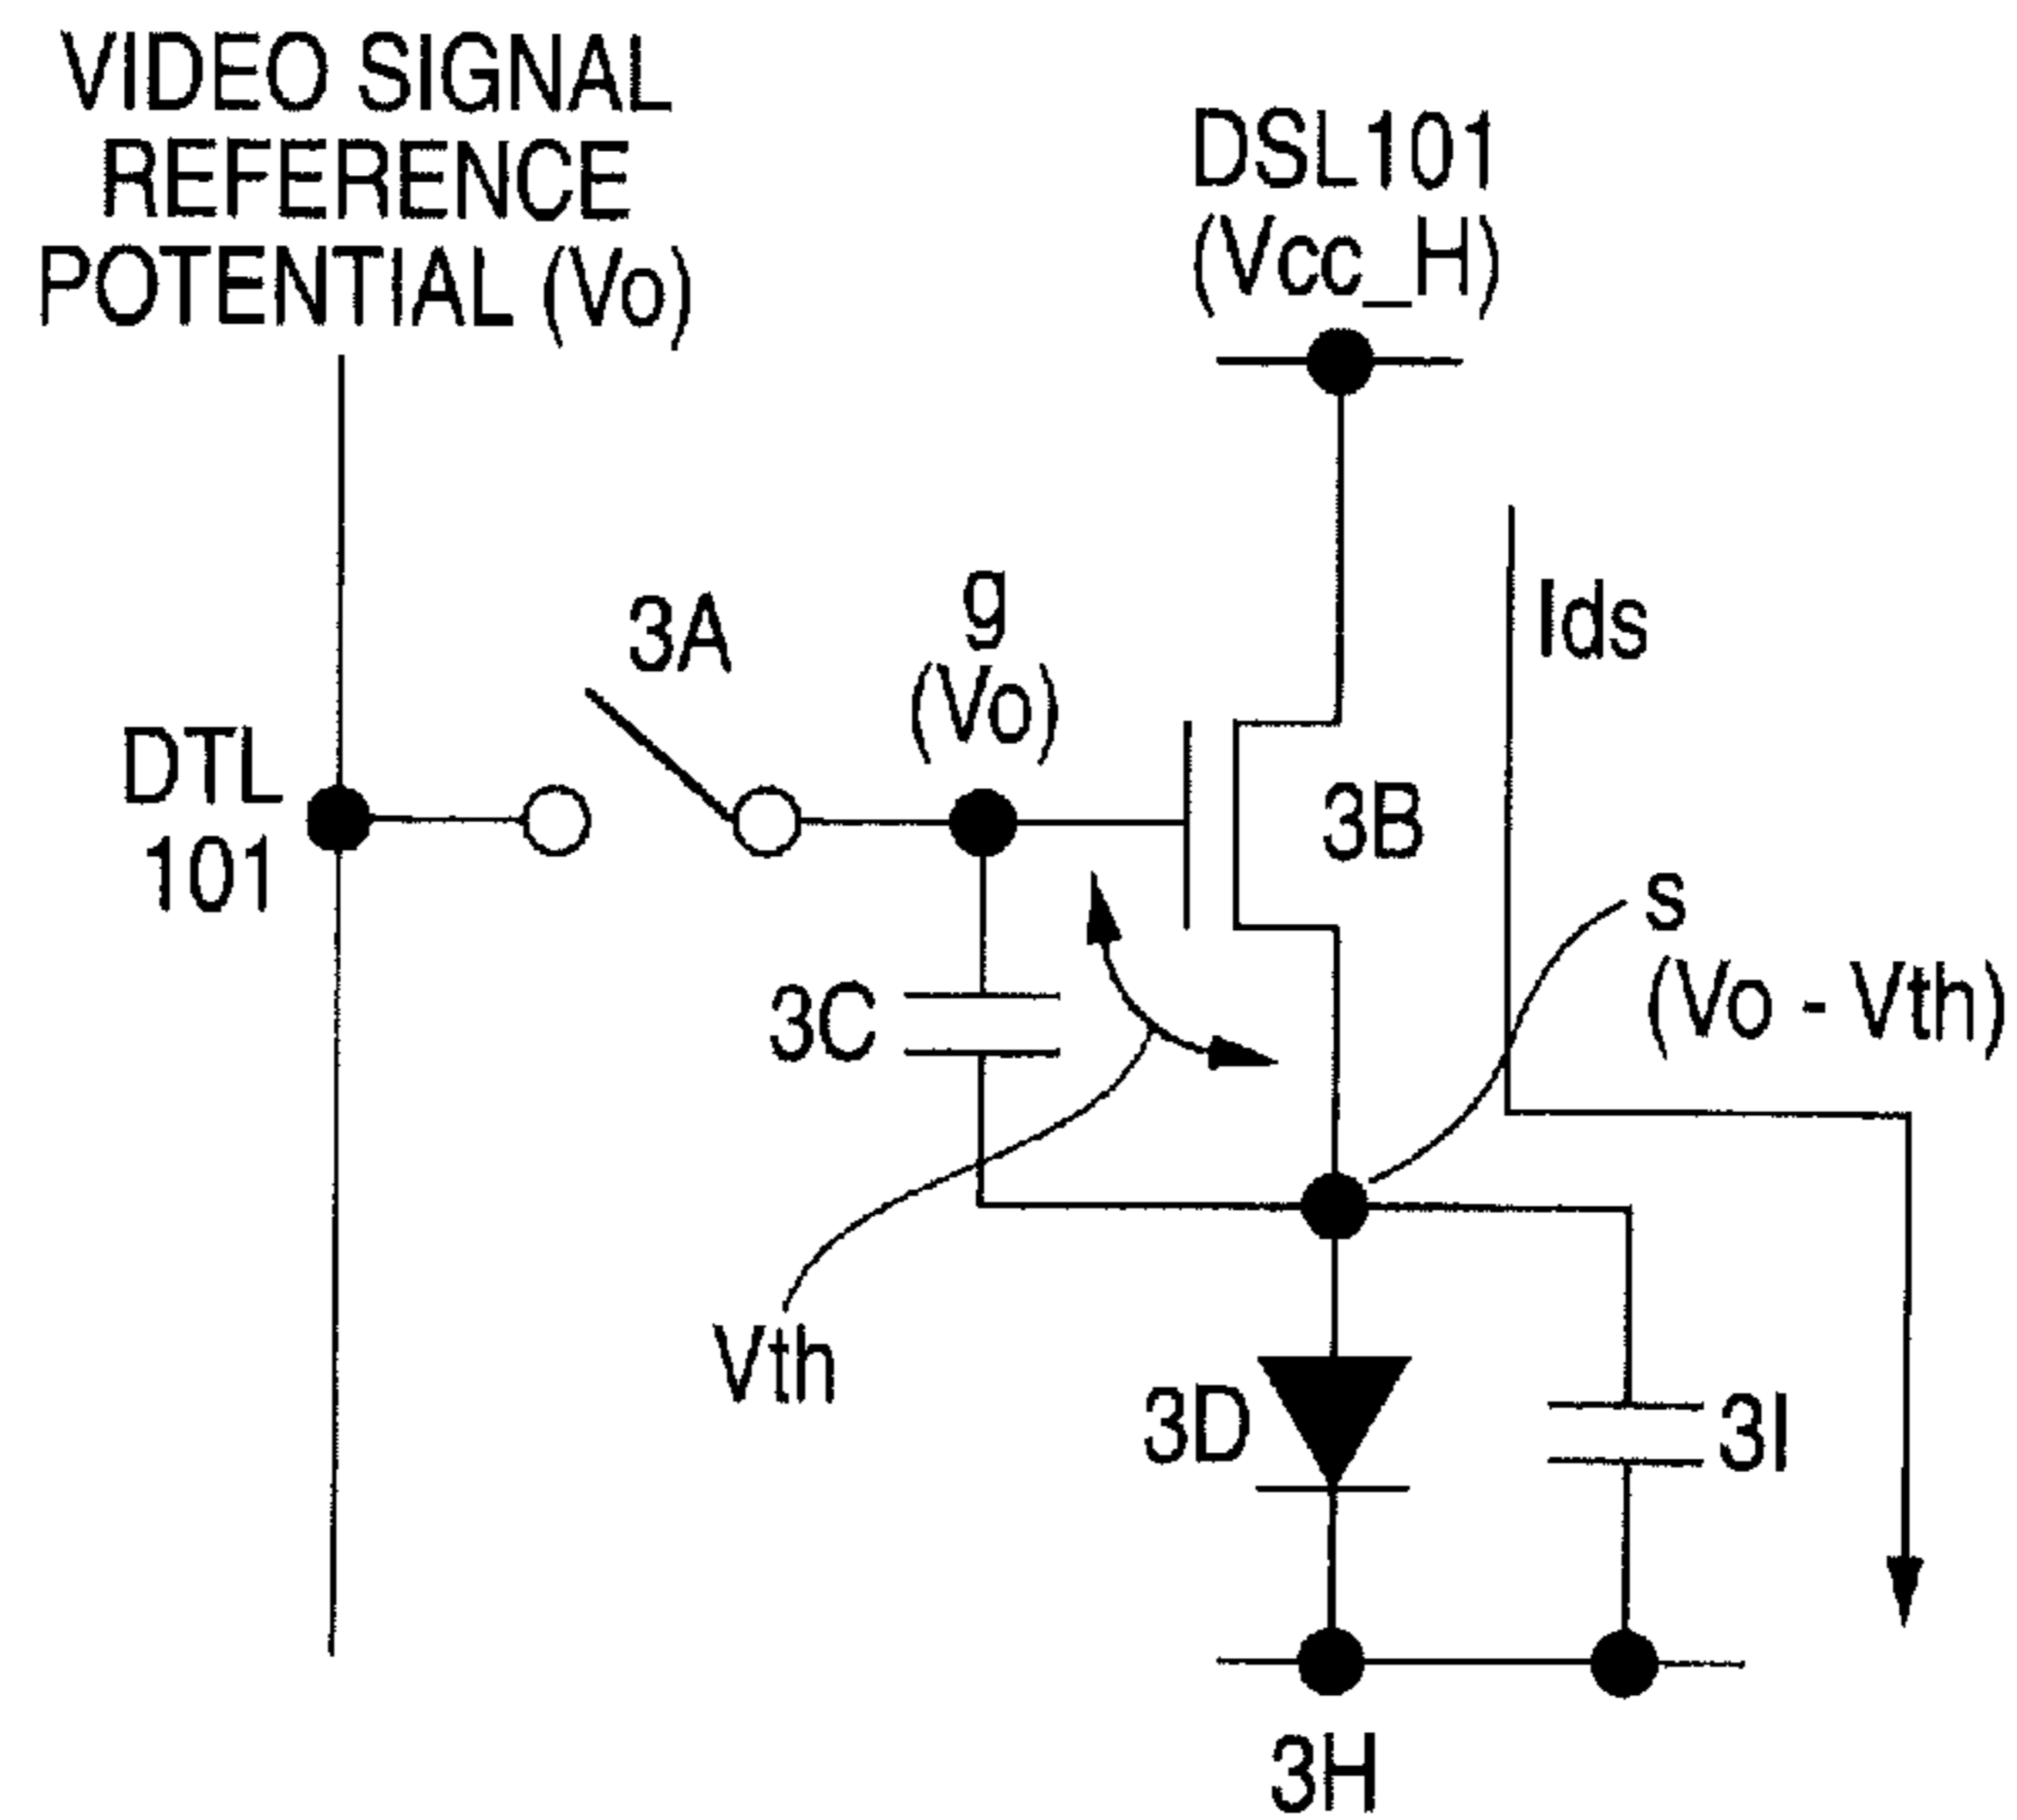 VIDEO SIGNAL
REFERENCE
POTENTIAL (Vo)
DSL101
(Vcc_H)
g
(Vo)
3A
Ids
DTL
101
3B
s
(Vo - Vth)
3C
Vth
3D
3I
3H